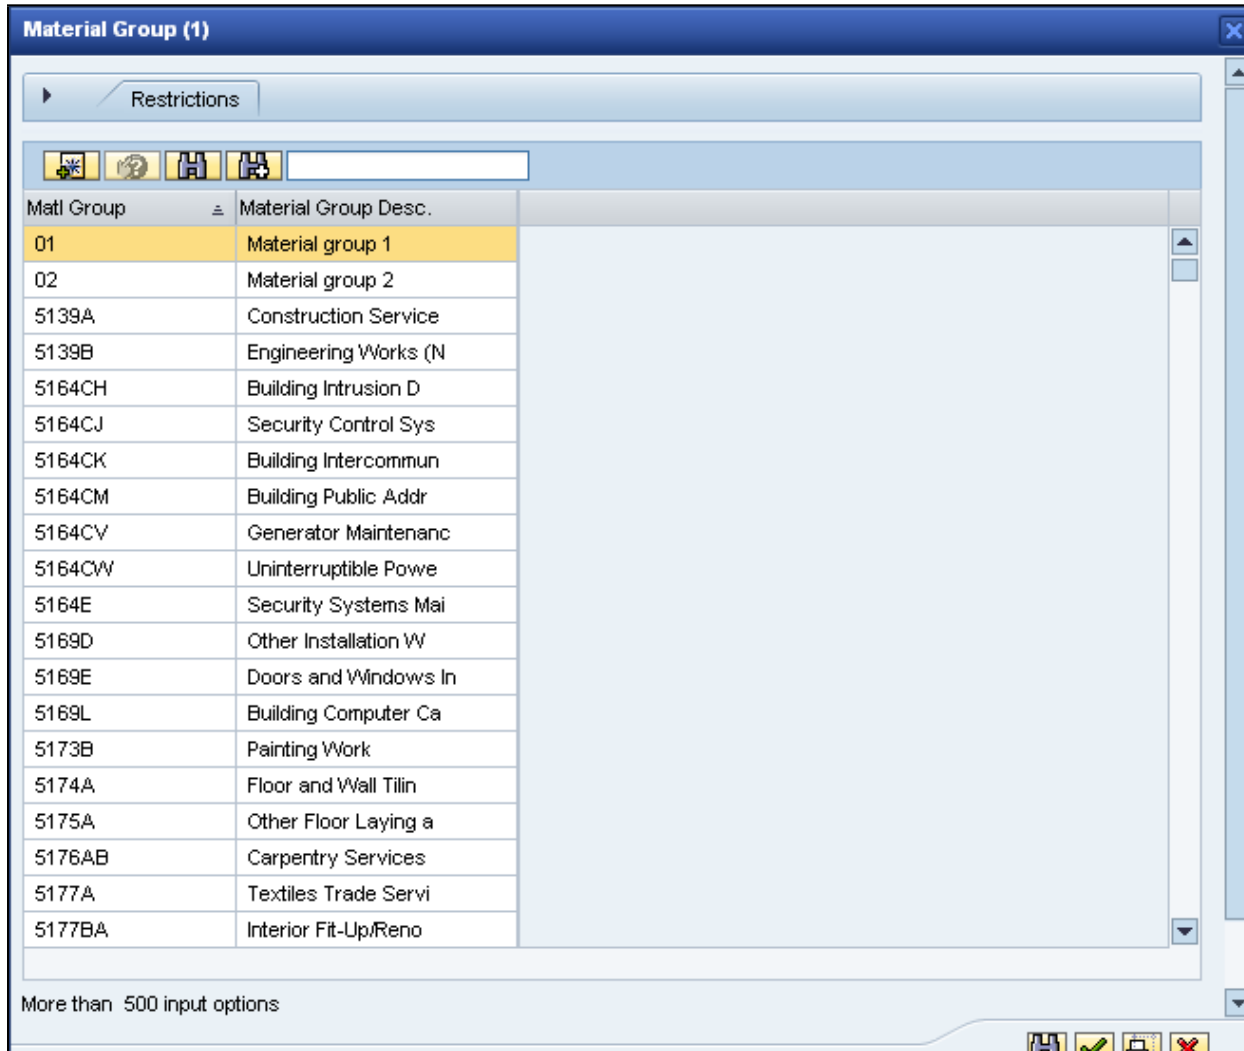 Material Group (1)
Restrictions
Matl Group Material Group Desc.
01 Material group 1
02 Material group 2
5139A Construction Service
5139B Engineering Works (N
5164CH Building Intrusion D
5164CJ Security Control Sys
5164CK Building Intercommun
5164CM Building Public Addr
5164CV Generator Maintenanc
5164CW Uninterruptible Powe
5164E Security Systems Mai
5169D Other Installation W
5169E Doors and Windows In
5169L Building Computer Ca
5173B Painting Work
5174A Floor and Wall Tilin
5175A Other Floor Laying a
5176AB Carpentry Services
5177A Textiles Trade Servi
5177BA Interior Fit-Up/Reno
More than 500 input options